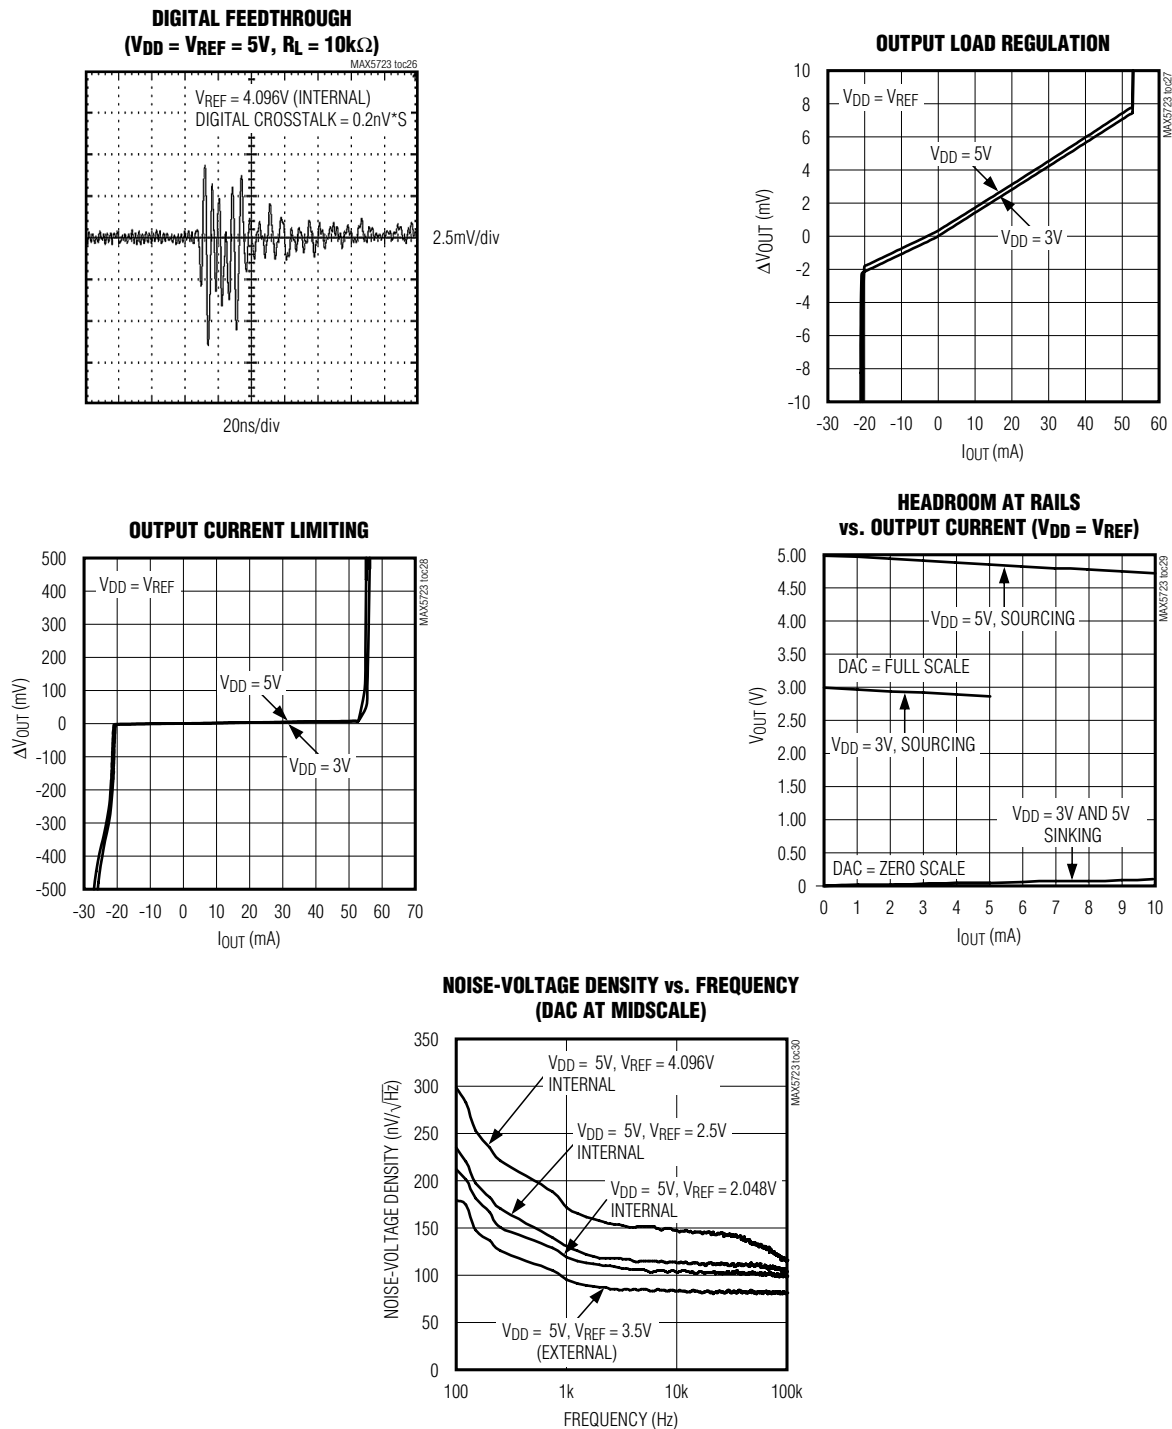 DIGITAL FEEDTHROUGH
(VDD = VREF = 5V, RL = 10kΩ)
MAX5723 toc26
VREF = 4.096V (INTERNAL)
DIGITAL CROSSTALK = 0.2nV*S
2.5mV/div
20ns/div
OUTPUT LOAD REGULATION
MAX5723 toc27
VDD = VREF
VDD = 5V
VDD = 3V
ΔVOUT (mV)
10
8
6
4
2
0
-2
-4
-6
-8
-10
-30 -20 -10 0 10 20 30 40 50 60
IOUT (mA)
OUTPUT CURRENT LIMITING
MAX5723 toc28
VDD = VREF
VDD = 5V
VDD = 3V
ΔVOUT (mV)
500
400
300
200
100
0
-100
-200
-300
-400
-500
-30 -20 -10 0 10 20 30 40 50 60 70
IOUT (mA)
HEADROOM AT RAILS
vs. OUTPUT CURRENT (VDD = VREF)
MAX5723 toc29
VDD = 5V, SOURCING
DAC = FULL SCALE
VDD = 3V, SOURCING
VDD = 3V AND 5V
SINKING
DAC = ZERO SCALE
VOUT (V)
5.00
4.50
4.00
3.50
3.00
2.50
2.00
1.50
1.00
0.50
0
0 1 2 3 4 5 6 7 8 9 10
IOUT (mA)
NOISE-VOLTAGE DENSITY vs. FREQUENCY
(DAC AT MIDSCALE)
MAX5723 toc30
VDD = 5V, VREF = 4.096V
INTERNAL
VDD = 5V, VREF = 2.5V
INTERNAL
VDD = 5V, VREF = 2.048V
INTERNAL
VDD = 5V, VREF = 3.5V
(EXTERNAL)
NOISE-VOLTAGE DENSITY (nV/√Hz)
350
300
250
200
150
100
50
0
100 1k 10k 100k
FREQUENCY (Hz)